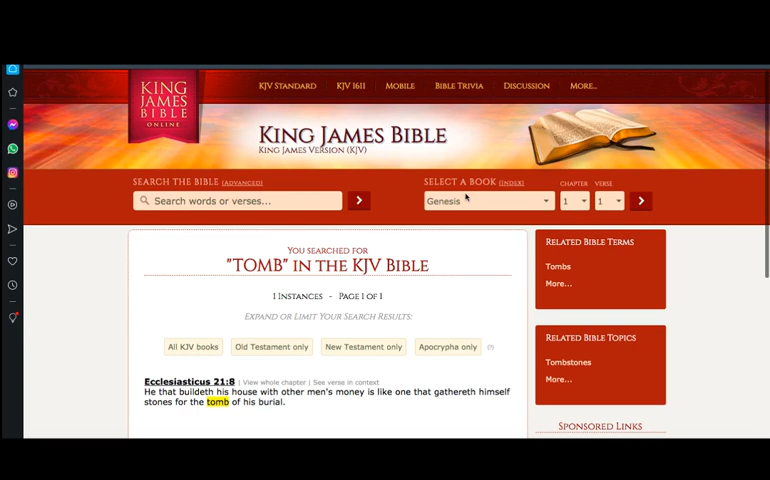 KING
JAMES
BIBLE
ONLINE
KJV STANDARD KJV 1611 MOBILE BIBLE TRIVIA DISCUSSION MORE...
KING JAMES BIBLE
KING JAMES VERSION (KJV)
SEARCH THE BIBLE (ADVANCED)
Search words or verses...
SELECT A BOOK (INDEX) CHAPTER VERSE
Genesis 1 1
YOU SEARCHED FOR
"TOMB" IN THE KJV BIBLE
1 INSTANCES - PAGE 1 OF 1
EXPAND OR LIMIT YOUR SEARCH RESULTS:
All KJV books Old Testament only New Testament only Apocrypha only (?)
Ecclesiasticus 21:8 | View whole chapter | See verse in context
He that buildeth his house with other men's money is like one that gathereth himself
stones for the tomb of his burial.
RELATED BIBLE TERMS
Tombs
More...
RELATED BIBLE TOPICS
Tombstones
More...
SPONSORED LINKS